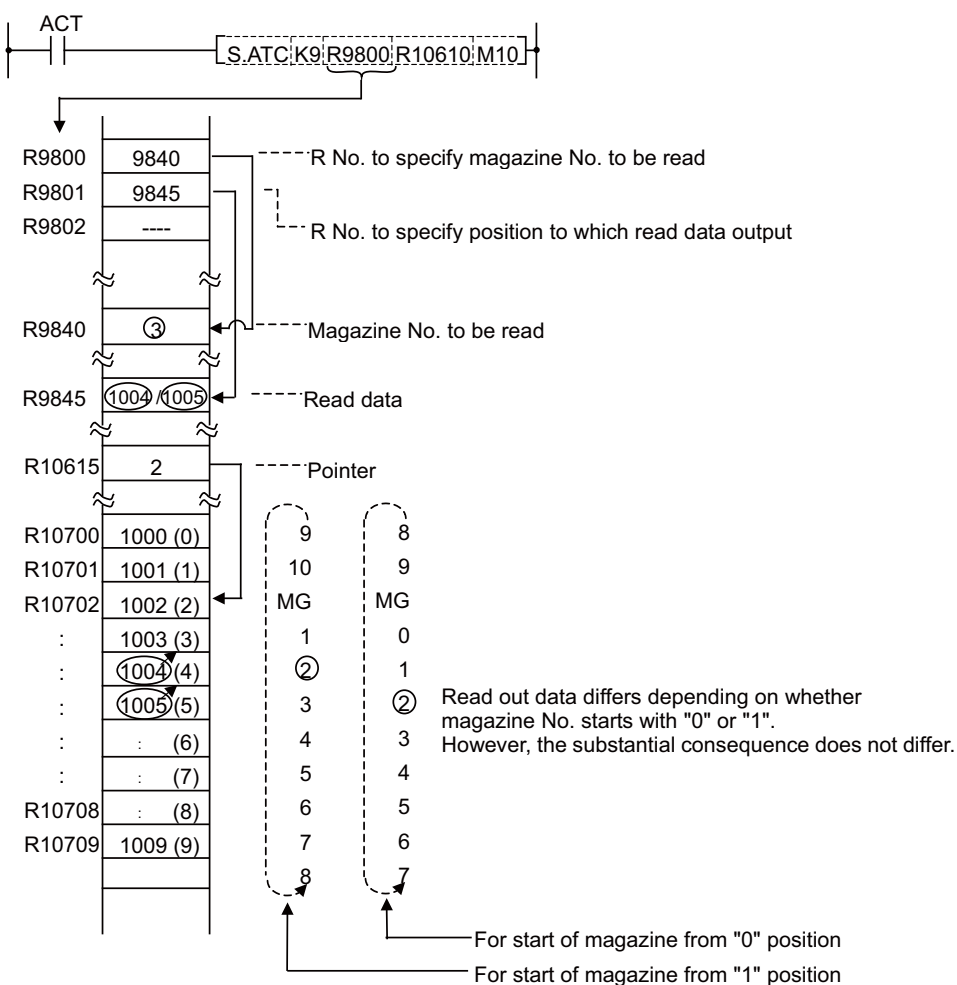 ACT
S.ATC K9 R9800 R10610 M10
R9800 9840 R No. to specify magazine No. to be read
R9801 9845
R9802 ---- R No. to specify position to which read data output
R9840 ③ Magazine No. to be read
R9845 1004 / 1005 Read data
R10615 2 Pointer
R10700 1000 (0) 9 8
R10701 1001 (1) 10 9
R10702 1002 (2) MG MG
: 1003 (3) 1 0
: 1004 (4) ② 1
: 1005 (5) 3 ② Read out data differs depending on whether
magazine No. starts with "0" or "1".
: : (6) 4 3 However, the substantial consequence does not differ.
: : (7) 5 4
R10708 : (8) 6 5
R10709 1009 (9) 7 6
8 7
For start of magazine from "0" position
For start of magazine from "1" position